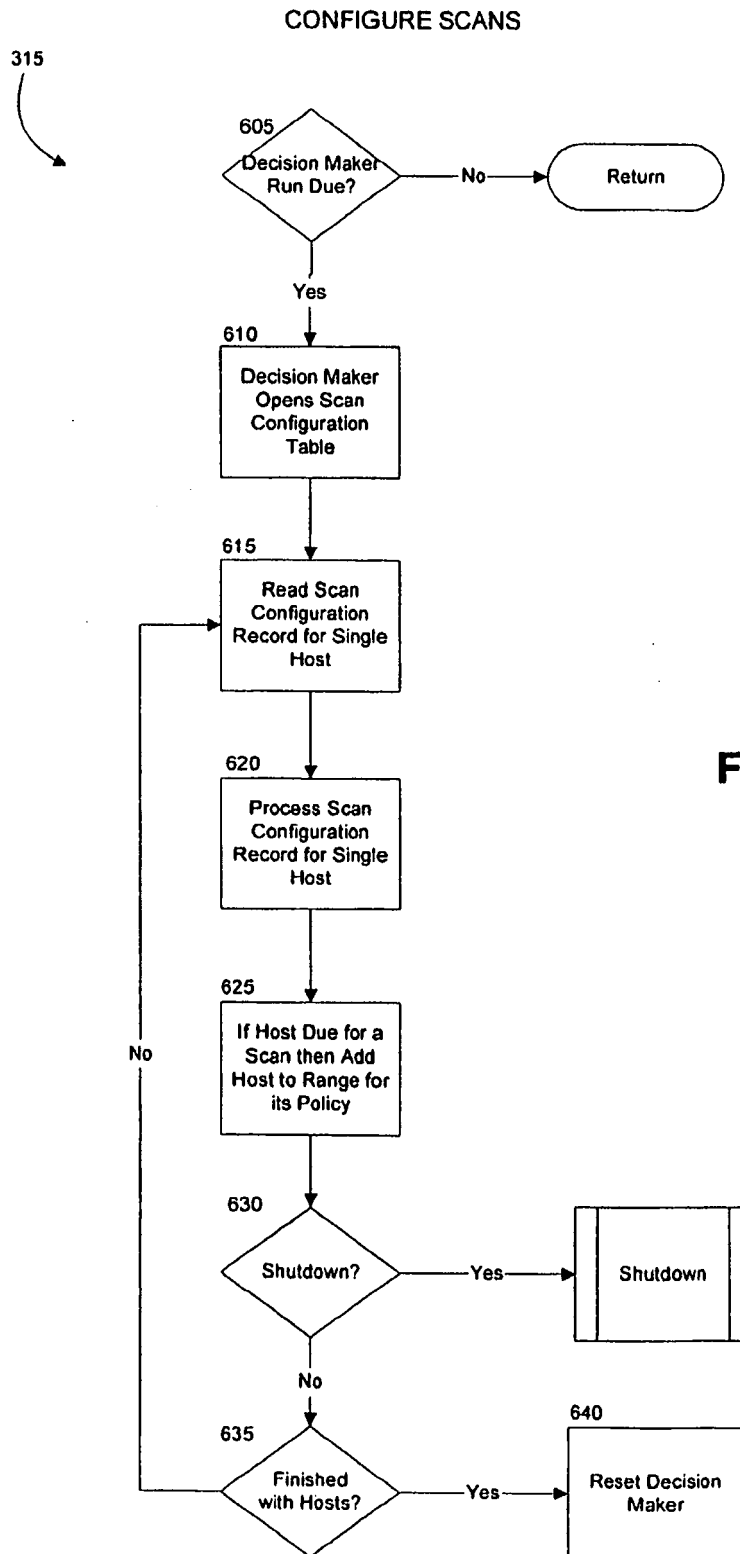 CONFIGURE SCANS
315
605
Decision Maker
Run Due?
No
Return
Yes
610
Decision Maker
Opens Scan
Configuration
Table
615
Read Scan
Configuration
Record for Single
Host
620
Process Scan
Configuration
Record for Single
Host
F
625
If Host Due for a
Scan then Add
Host to Range for
its Policy
No
630
Shutdown?
Yes
Shutdown
No
635
Finished
with Hosts?
Yes
640
Reset Decision
Maker